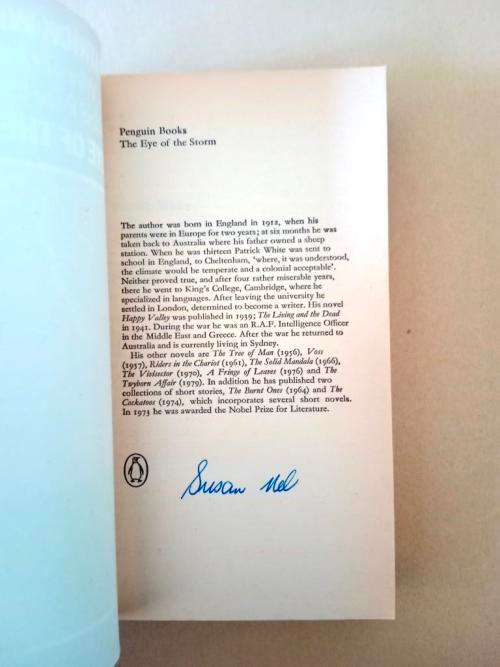 Penguin Books
The Eye of the Storm
The author was born in England in 1912, when his
parents were in Europe for two years; at six months he was
taken back to Australia where his father owned a sheep
station. When he was thirteen Patrick White was sent to
school in England, to Cheltenham, 'where, it was understood,
the climate would be temperate and a colonial acceptable'.
Neither proved true, and after four rather miserable years,
there he went to King's College, Cambridge, where he
specialized in languages. After leaving the university he
settled in London, determined to become a writer. His novel
Happy Valley was published in 1939; The Living and the Dead
in 1941. During the war he was an R.A.F. Intelligence Officer
in the Middle East and Greece. After the war he returned to
Australia and is currently living in Sydney.
His other novels are The Tree of Man (1956), Voss
(1957), Riders in the Chariot (1961), The Solid Mandala (1966),
The Vivisector (1970), A Fringe of Leaves (1976) and The
Twyborn Affair (1979). In addition he has published two
collections of short stories, The Burnt Ones (1964) and The
Cockatoos (1974), which incorporates several short novels.
In 1973 he was awarded the Nobel Prize for Literature.
Susan Nel